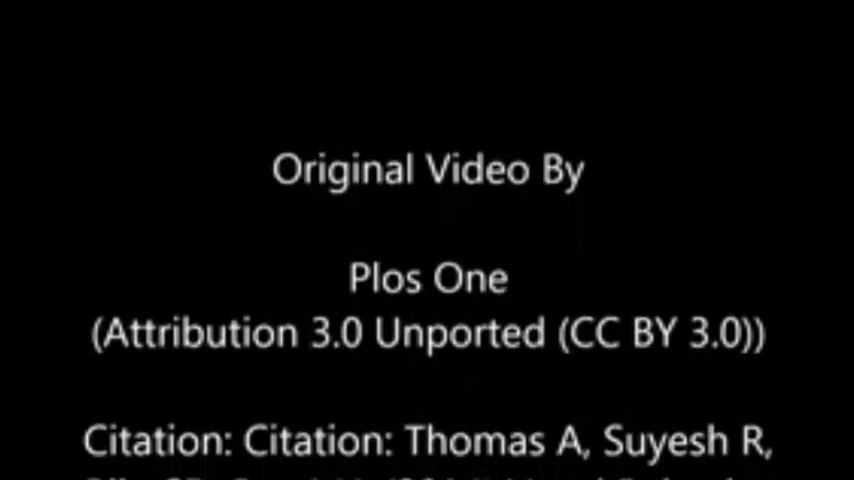 Original Video By
Plos One
(Attribution 3.0 Unported (CC BY 3.0))
Citation: Citation: Thomas A, Suyesh R,